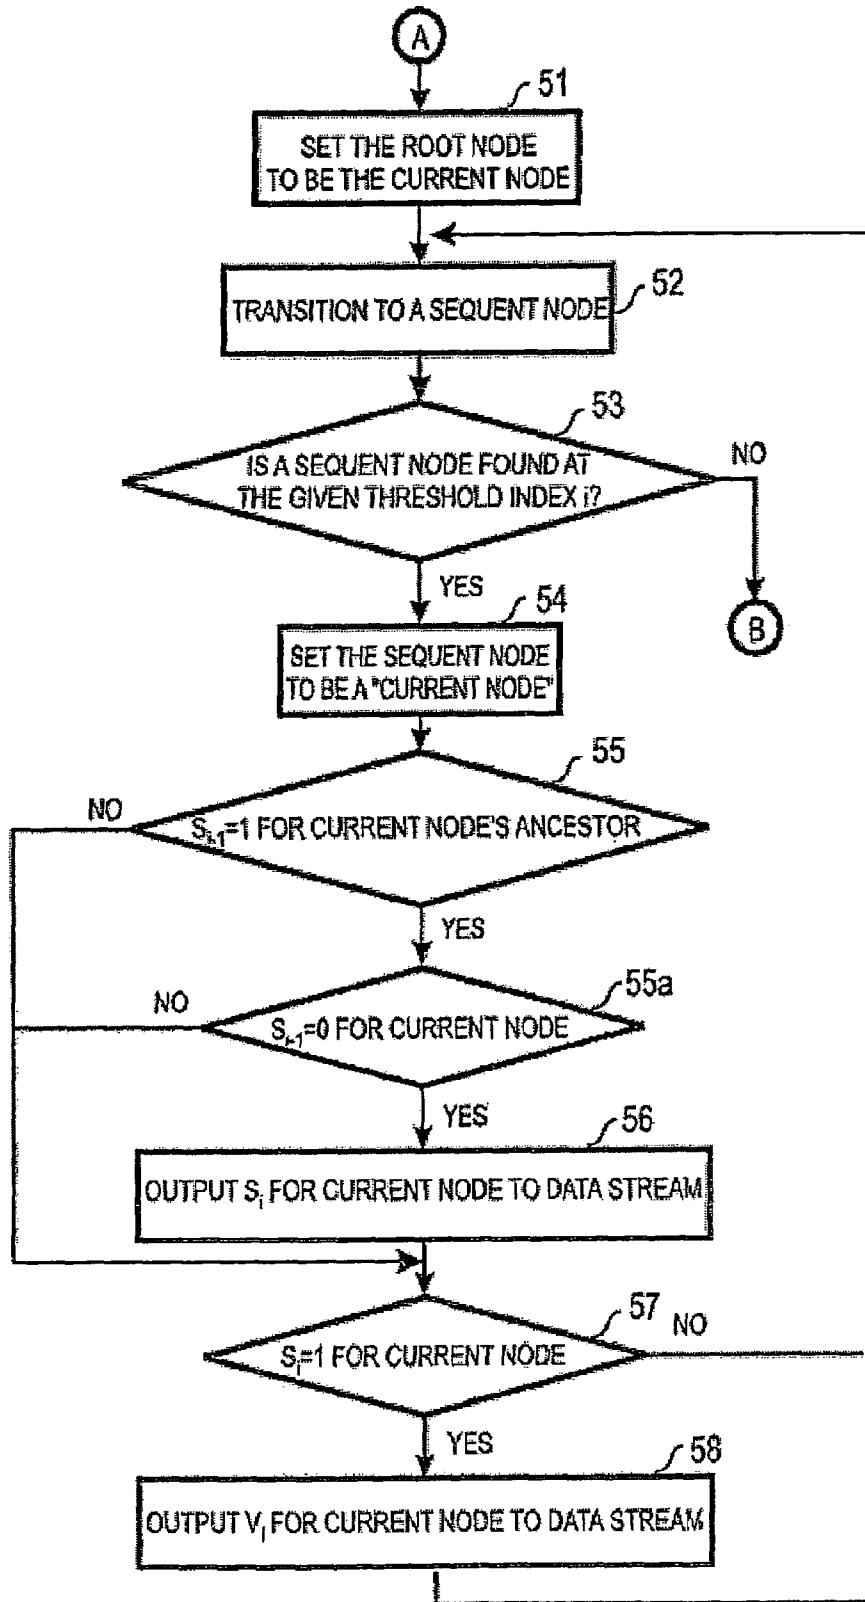 A
51
SET THE ROOT NODE
TO BE THE CURRENT NODE
52
TRANSITION TO A SEQUENT NODE
53
IS A SEQUENT NODE FOUND AT
THE GIVEN THRESHOLD INDEX i?
NO
YES
B
54
SET THE SEQUENT NODE
TO BE A "CURRENT NODE"
55
NO
Si-1=1 FOR CURRENT NODE'S ANCESTOR
YES
55a
NO
Si-1=0 FOR CURRENT NODE
YES
56
OUTPUT Si FOR CURRENT NODE TO DATA STREAM
57
NO
Si=1 FOR CURRENT NODE
YES
58
OUTPUT Vi FOR CURRENT NODE TO DATA STREAM